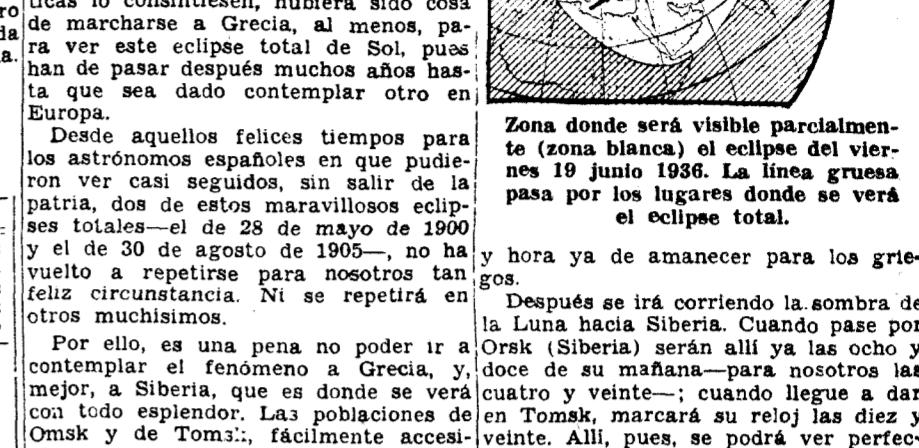 ro
da
a.
ticas lo consintiesen, hubiera sido cosa
de marcharse a Grecia, al menos, pa-
ra ver este eclipse total de Sol, pues
han de pasar después muchos años has-
ta que sea dado contemplar otro en
Europa.
Desde aquellos felices tiempos para
los astrónomos españoles en que pudie-
ron ver casi seguidos, sin salir de la
patria, dos de estos maravillosos eclip-
ses totales—el de 28 de mayo de 1900
y el de 30 de agosto de 1905—, no ha
vuelto a repetirse para nosotros tan
feliz circunstancia. Ni se repetirá en
otros muchísimos.
Por ello, es una pena no poder ir a
contemplar el fenómeno a Grecia, y,
mejor, a Siberia, que es donde se verá
con todo esplendor. Las poblaciones de
Omsk y de Tomsk, fácilmente accesi-
Zona donde será visible parcialmen-
te (zona blanca) el eclipse del vier-
nes 19 junio 1936. La línea gruesa
pasa por los lugares donde se verá
el eclipse total.
y hora ya de amanecer para los grie-
gos.
Después se irá corriendo la sombra de
la Luna hacia Siberia. Cuando pase por
Orsk (Siberia) serán allí ya las ocho y
doce de su mañana—para nosotros las
cuatro y veinte—; cuando llegue a dar
en Tomsk, marcará su reloj las diez y
veinte. Allí, pues, se podrá ver perfec-